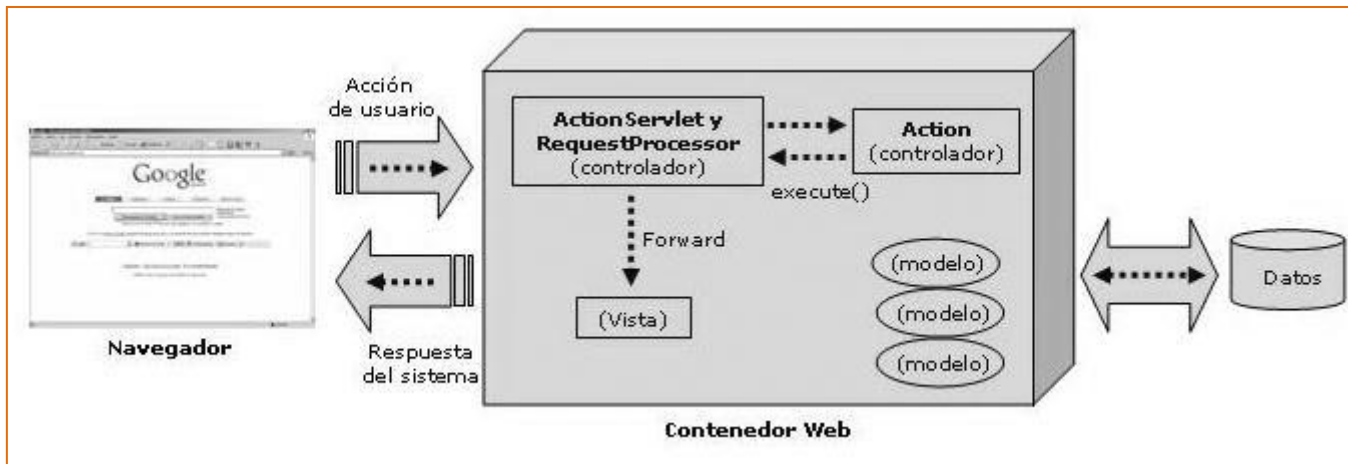 Acción
de usuario
Google
Navegador
Respuesta
del sistema
ActionServlet y
RequestProcessor
(controlador)
Action
(controlador)
execute()
Forward
(Vista)
(modelo)
(modelo)
(modelo)
Contenedor Web
Datos